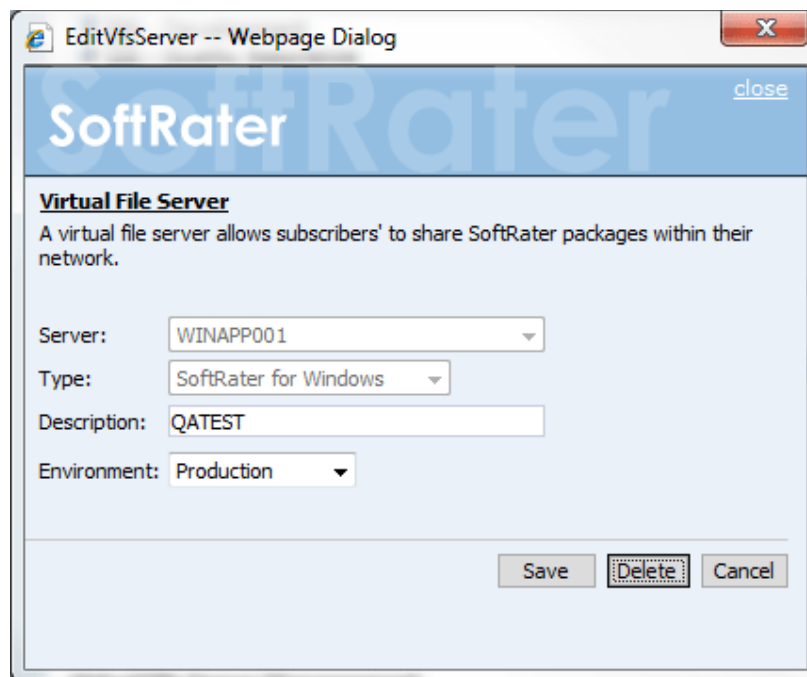 EditVfsServer -- Webpage Dialog
x
close
SoftRater
SoftRater
Virtual File Server
A virtual file server allows subscribers' to share SoftRater packages within their
network.
Server: WINAPP001
Type: SoftRater for Windows
Description: QATEST
Environment: Production
Save Delete Cancel